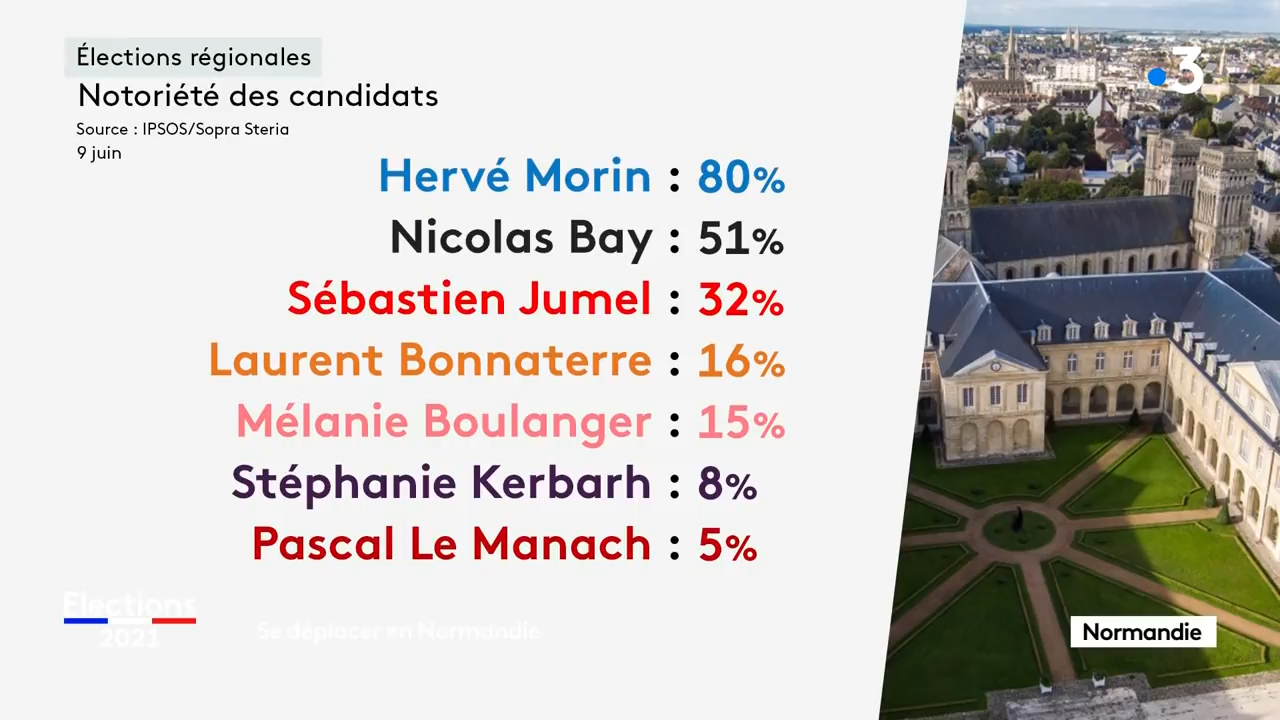 Élections régionales
Notoriété des candidats
Source : IPSOS/Sopra Steria
9 juin
3
Hervé Morin : 80%
Nicolas Bay : 51%
Sébastien Jumel : 32%
Laurent Bonnaterre : 16%
Mélanie Boulanger : 15%
Stéphanie Kerbarh : 8%
Pascal Le Manach : 5%
Elections
2021
Se déplacer en Normandie
Normandie